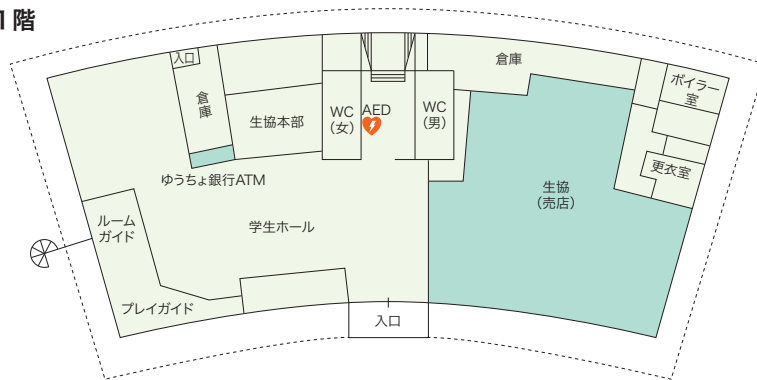 1階
入口
倉庫
生協本部
WC
(女)
AED
WC
(男)
倉庫
ボイラー
室
更衣室
生協
(売店)
ゆうちょ銀行ATM
学生ホール
ルーム
ガイド
プレイガイド
入口